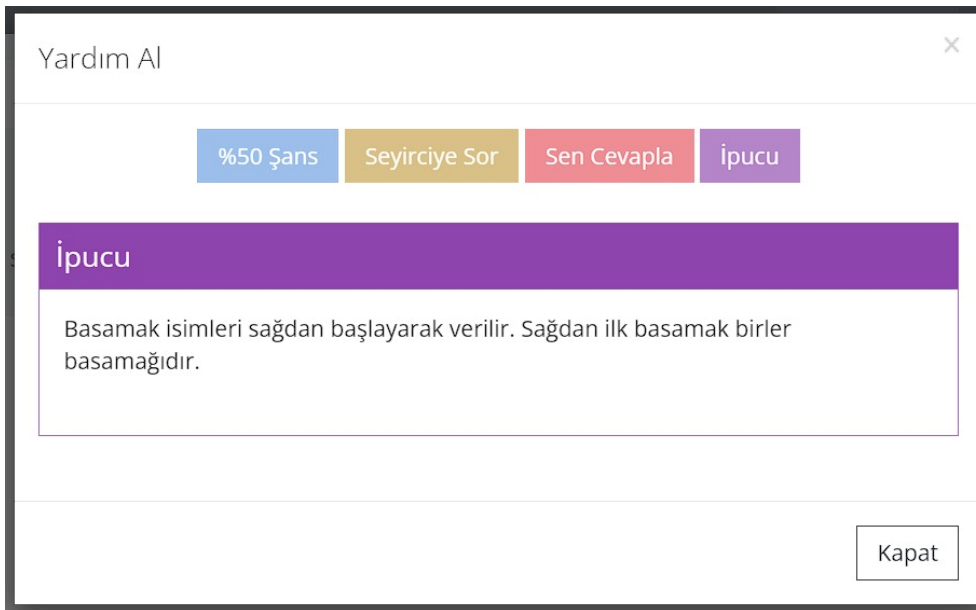 Yardım Al
×
%50 Şans
Seyirciye Sor
Sen Cevapla
İpucu
İpucu
Basamak isimleri sağdan başlayarak verilir. Sağdan ilk basamak birler
basamağıdır.
Kapat